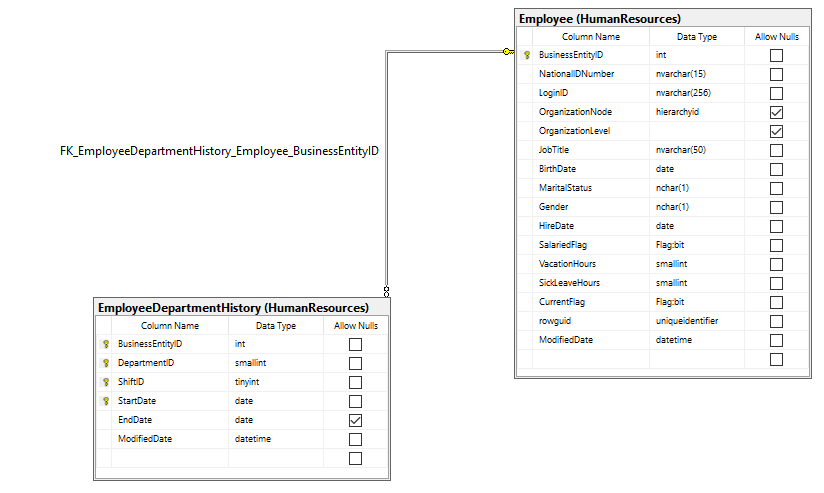 Employee (HumanResources)
Column Name Data Type Allow Nulls
BusinessEntityID int
NationalIDNumber nvarchar(15)
LoginID nvarchar(256)
OrganizationNode hierarchyid
OrganizationLevel
JobTitle nvarchar(50)
BirthDate date
MaritalStatus nchar(1)
Gender nchar(1)
HireDate date
SalariedFlag Flag:bit
VacationHours smallint
SickLeaveHours smallint
CurrentFlag Flag:bit
rowguid uniqueidentifier
ModifiedDate datetime
FK_EmployeeDepartmentHistory_Employee_BusinessEntityID
EmployeeDepartmentHistory (HumanResources)
Column Name Data Type Allow Nulls
BusinessEntityID int
DepartmentID smallint
ShiftID tinyint
StartDate date
EndDate date
ModifiedDate datetime